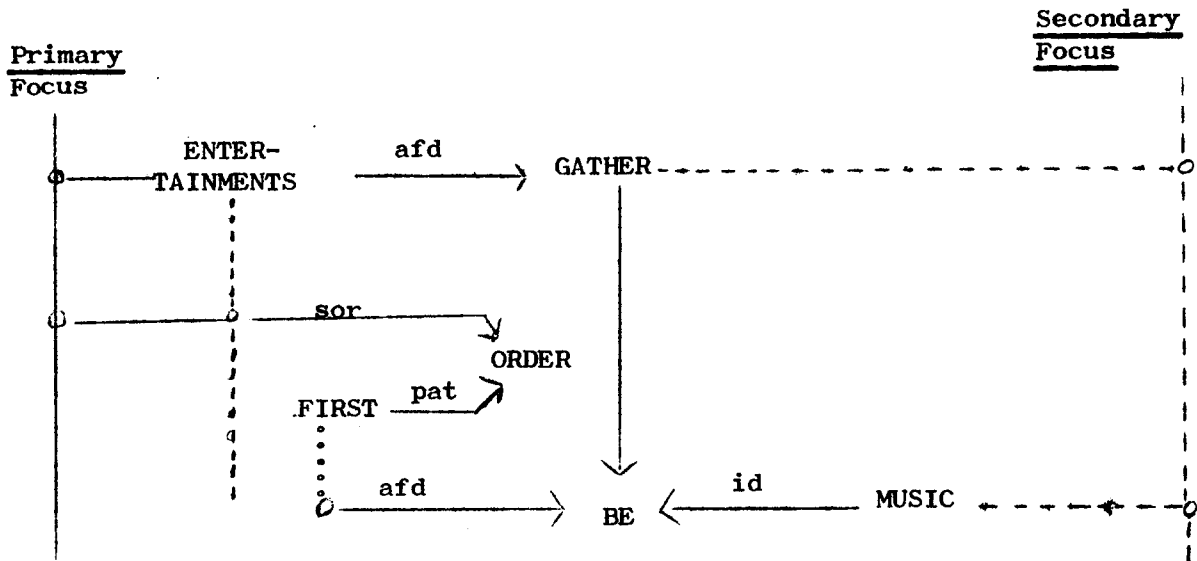 Primary
Focus
Secondary
Focus
ENTER-
TAINMENTS
afd
GATHER
sor
ORDER
.FIRST
pat
afd
BE
id
MUSIC